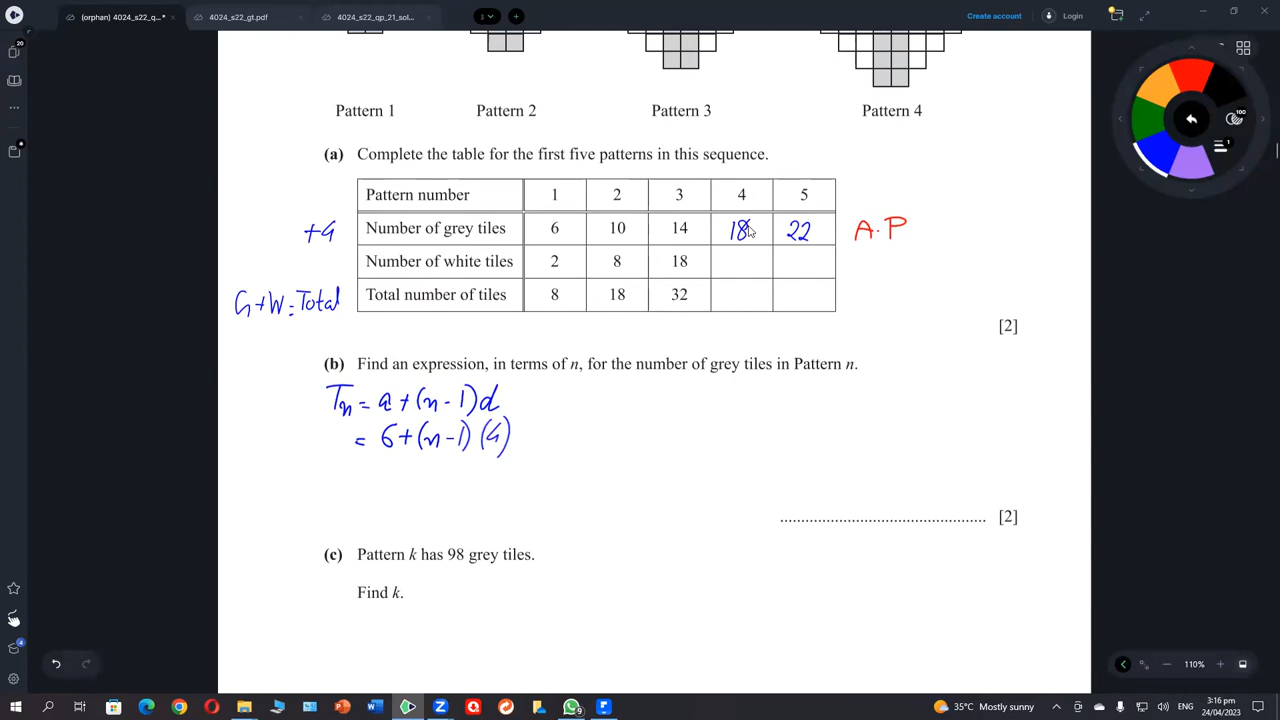 (orphan) 4024_s22_q...*
4024_s22_gt.pdf
4024_s22_qp_21_sol...
Create account
Login
20
100
Pattern 1
Pattern 2
Pattern 3
Pattern 4
(a) Complete the table for the first five patterns in this sequence.
Pattern number 1 2 3 4 5
+4 Number of grey tiles 6 10 14 18 22 A.P
Number of white tiles 2 8 18
G+W=Total Total number of tiles 8 18 32
[2]
(b) Find an expression, in terms of n, for the number of grey tiles in Pattern n.
Tn = a + (n - 1)d
= 6 + (n - 1)(4)
................................................ [2]
(c) Pattern k has 98 grey tiles.
Find k.
4
110%
35°C Mostly sunny
3:16 pm
24/04/2023